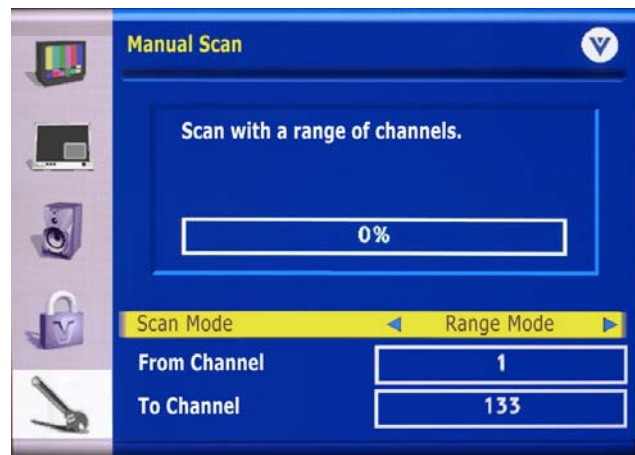 Manual Scan
Scan with a range of channels.
0%
Scan Mode Range Mode
From Channel 1
To Channel 133